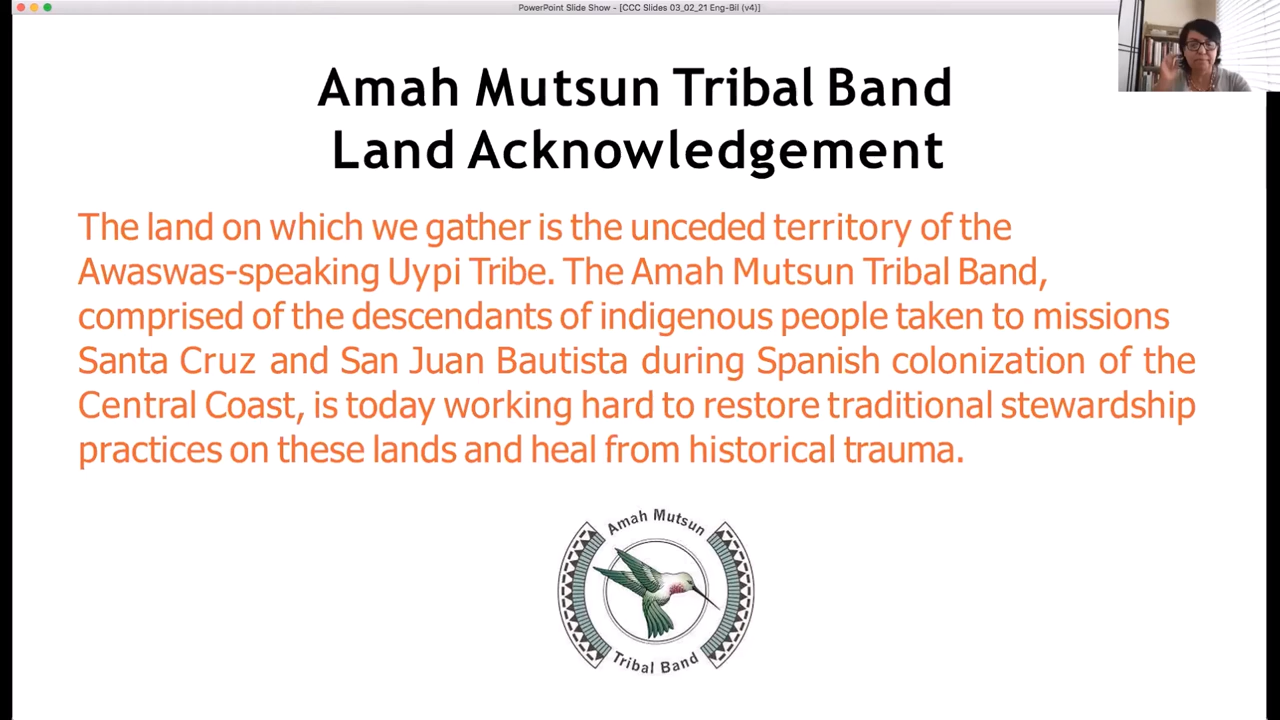 PowerPoint Slide Show - [CCC Slides 03_02_21 Eng-Bil (v4)]
Amah Mutsun Tribal Band
Land Acknowledgement
The land on which we gather is the unceded territory of the
Awaswas-speaking Uypi Tribe. The Amah Mutsun Tribal Band,
comprised of the descendants of indigenous people taken to missions
Santa Cruz and San Juan Bautista during Spanish colonization of the
Central Coast, is today working hard to restore traditional stewardship
practices on these lands and heal from historical trauma.
Amah Mutsun
Tribal Band